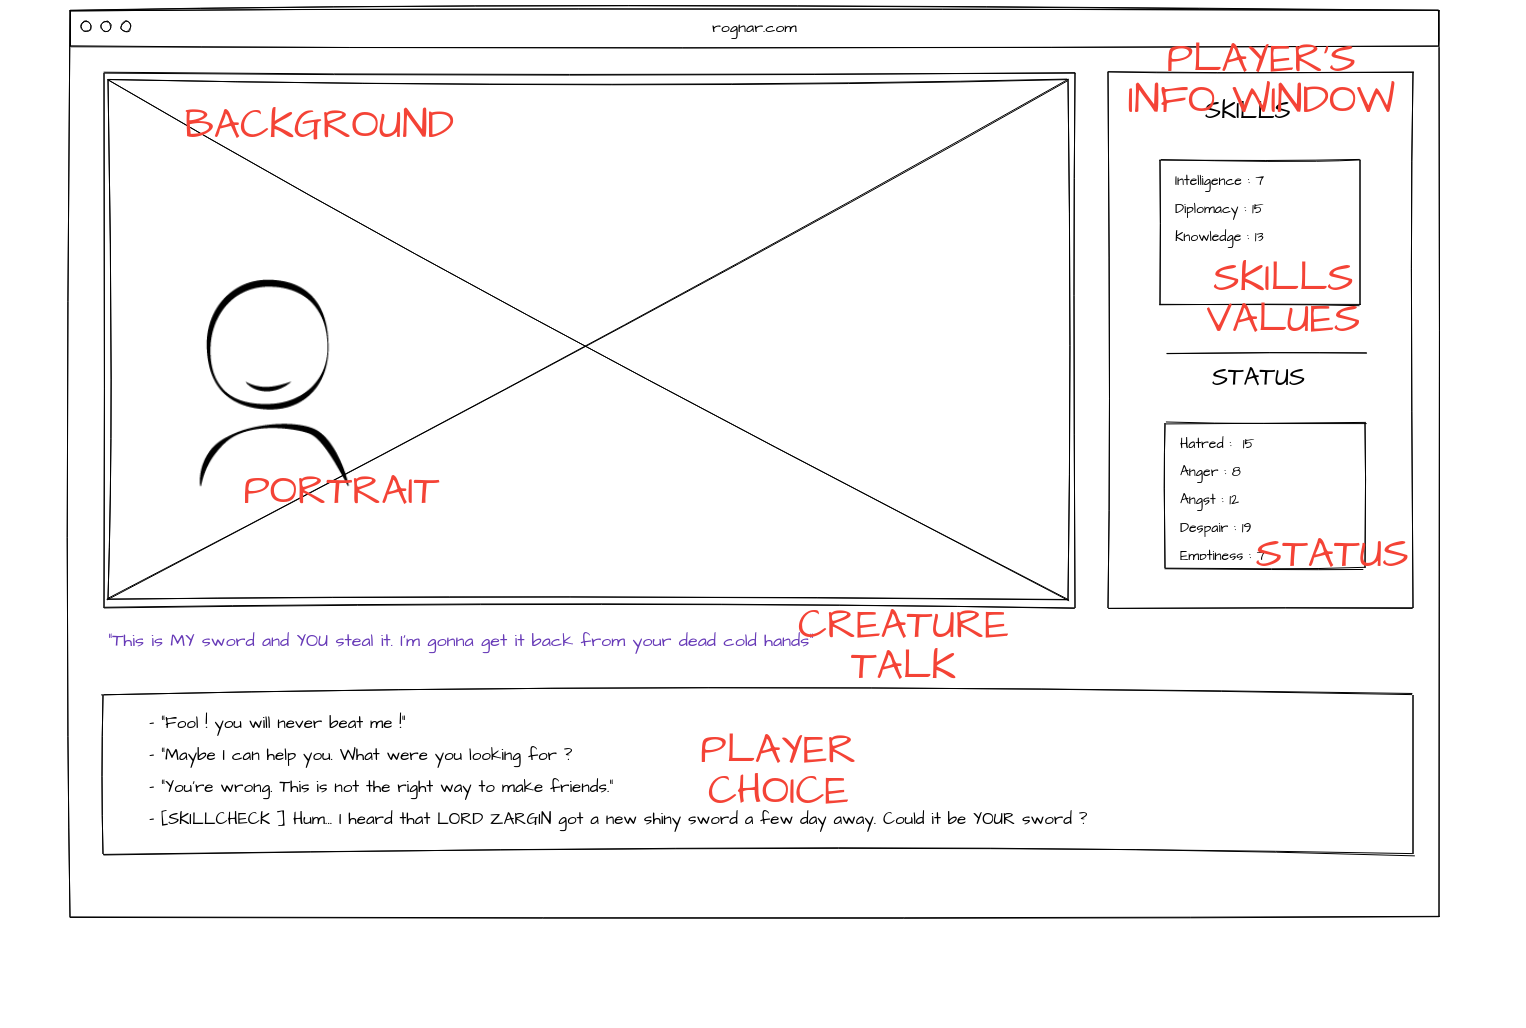 rognar.com
PLAYER'S
INFO WINDOW
SKILLS
BACKGROUND
Intelligence : 7
Diplomacy : 15
Knowledge : 13
SKILLS
VALUES
STATUS
Hatred : 15
Anger : 8
Angst : 12
Despair : 19
Emptiness : 7
STATUS
PORTRAIT
"This is MY sword and YOU steal it. I'm gonna get it back from your dead cold hands"
CREATURE
TALK
- "Fool ! you will never beat me !"
- "Maybe I can help you. What were you looking for ?
- "You're wrong. This is not the right way to make friends."
- [SKILLCHECK ] Hum... I heard that LORD ZARGIN got a new shiny sword a few day away. Could it be YOUR sword ?
PLAYER
CHOICE